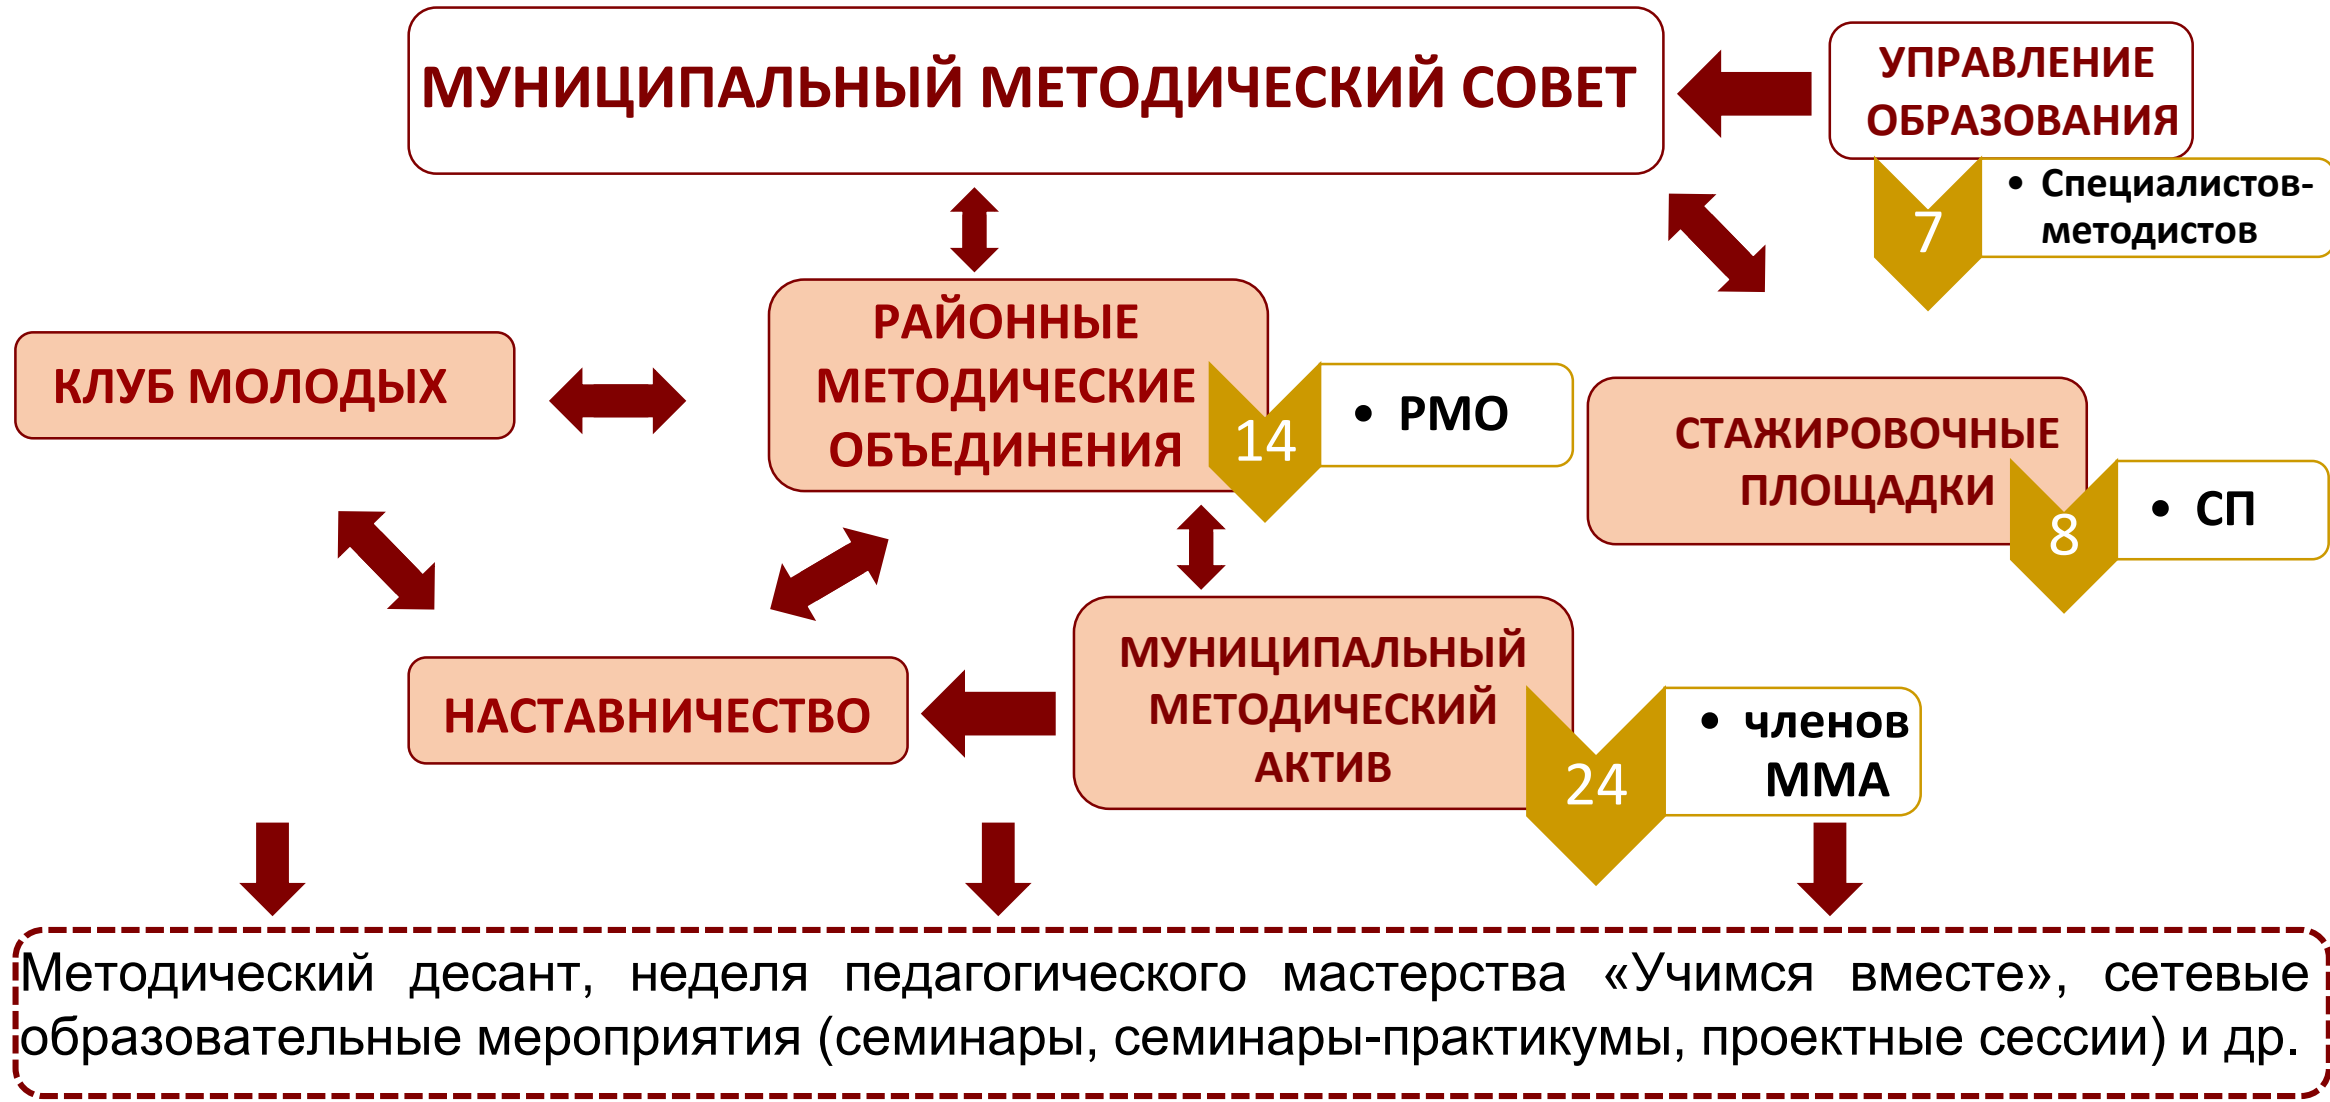 МУНИЦИПАЛЬНЫЙ МЕТОДИЧЕСКИЙ СОВЕТ
УПРАВЛЕНИЕ
ОБРАЗОВАНИЯ
7
• Специалистов-
методистов
КЛУБ МОЛОДЫХ
РАЙОННЫЕ
МЕТОДИЧЕСКИЕ
ОБЪЕДИНЕНИЯ
14
• РМО
СТАЖИРОВОЧНЫЕ
ПЛОЩАДКИ
8
• СП
НАСТАВНИЧЕСТВО
МУНИЦИПАЛЬНЫЙ
МЕТОДИЧЕСКИЙ
АКТИВ
24
• членов
ММА
Методический десант, неделя педагогического мастерства «Учимся вместе», сетевые
образовательные мероприятия (семинары, семинары-практикумы, проектные сессии) и др.